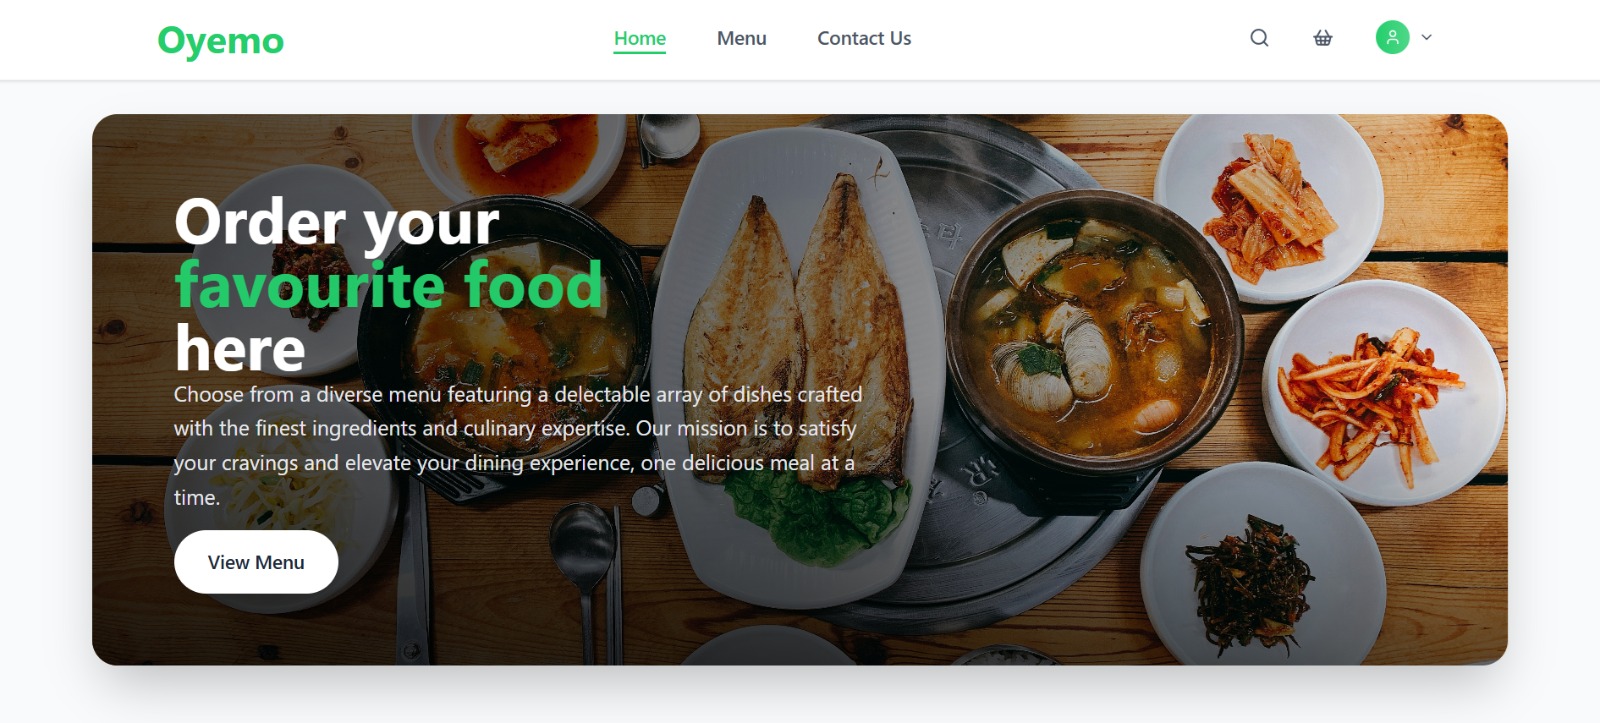 Oyemo
Home Menu Contact Us
Order your
favourite food
here
Choose from a diverse menu featuring a delectable array of dishes crafted
with the finest ingredients and culinary expertise. Our mission is to satisfy
your cravings and elevate your dining experience, one delicious meal at a
time.
View Menu